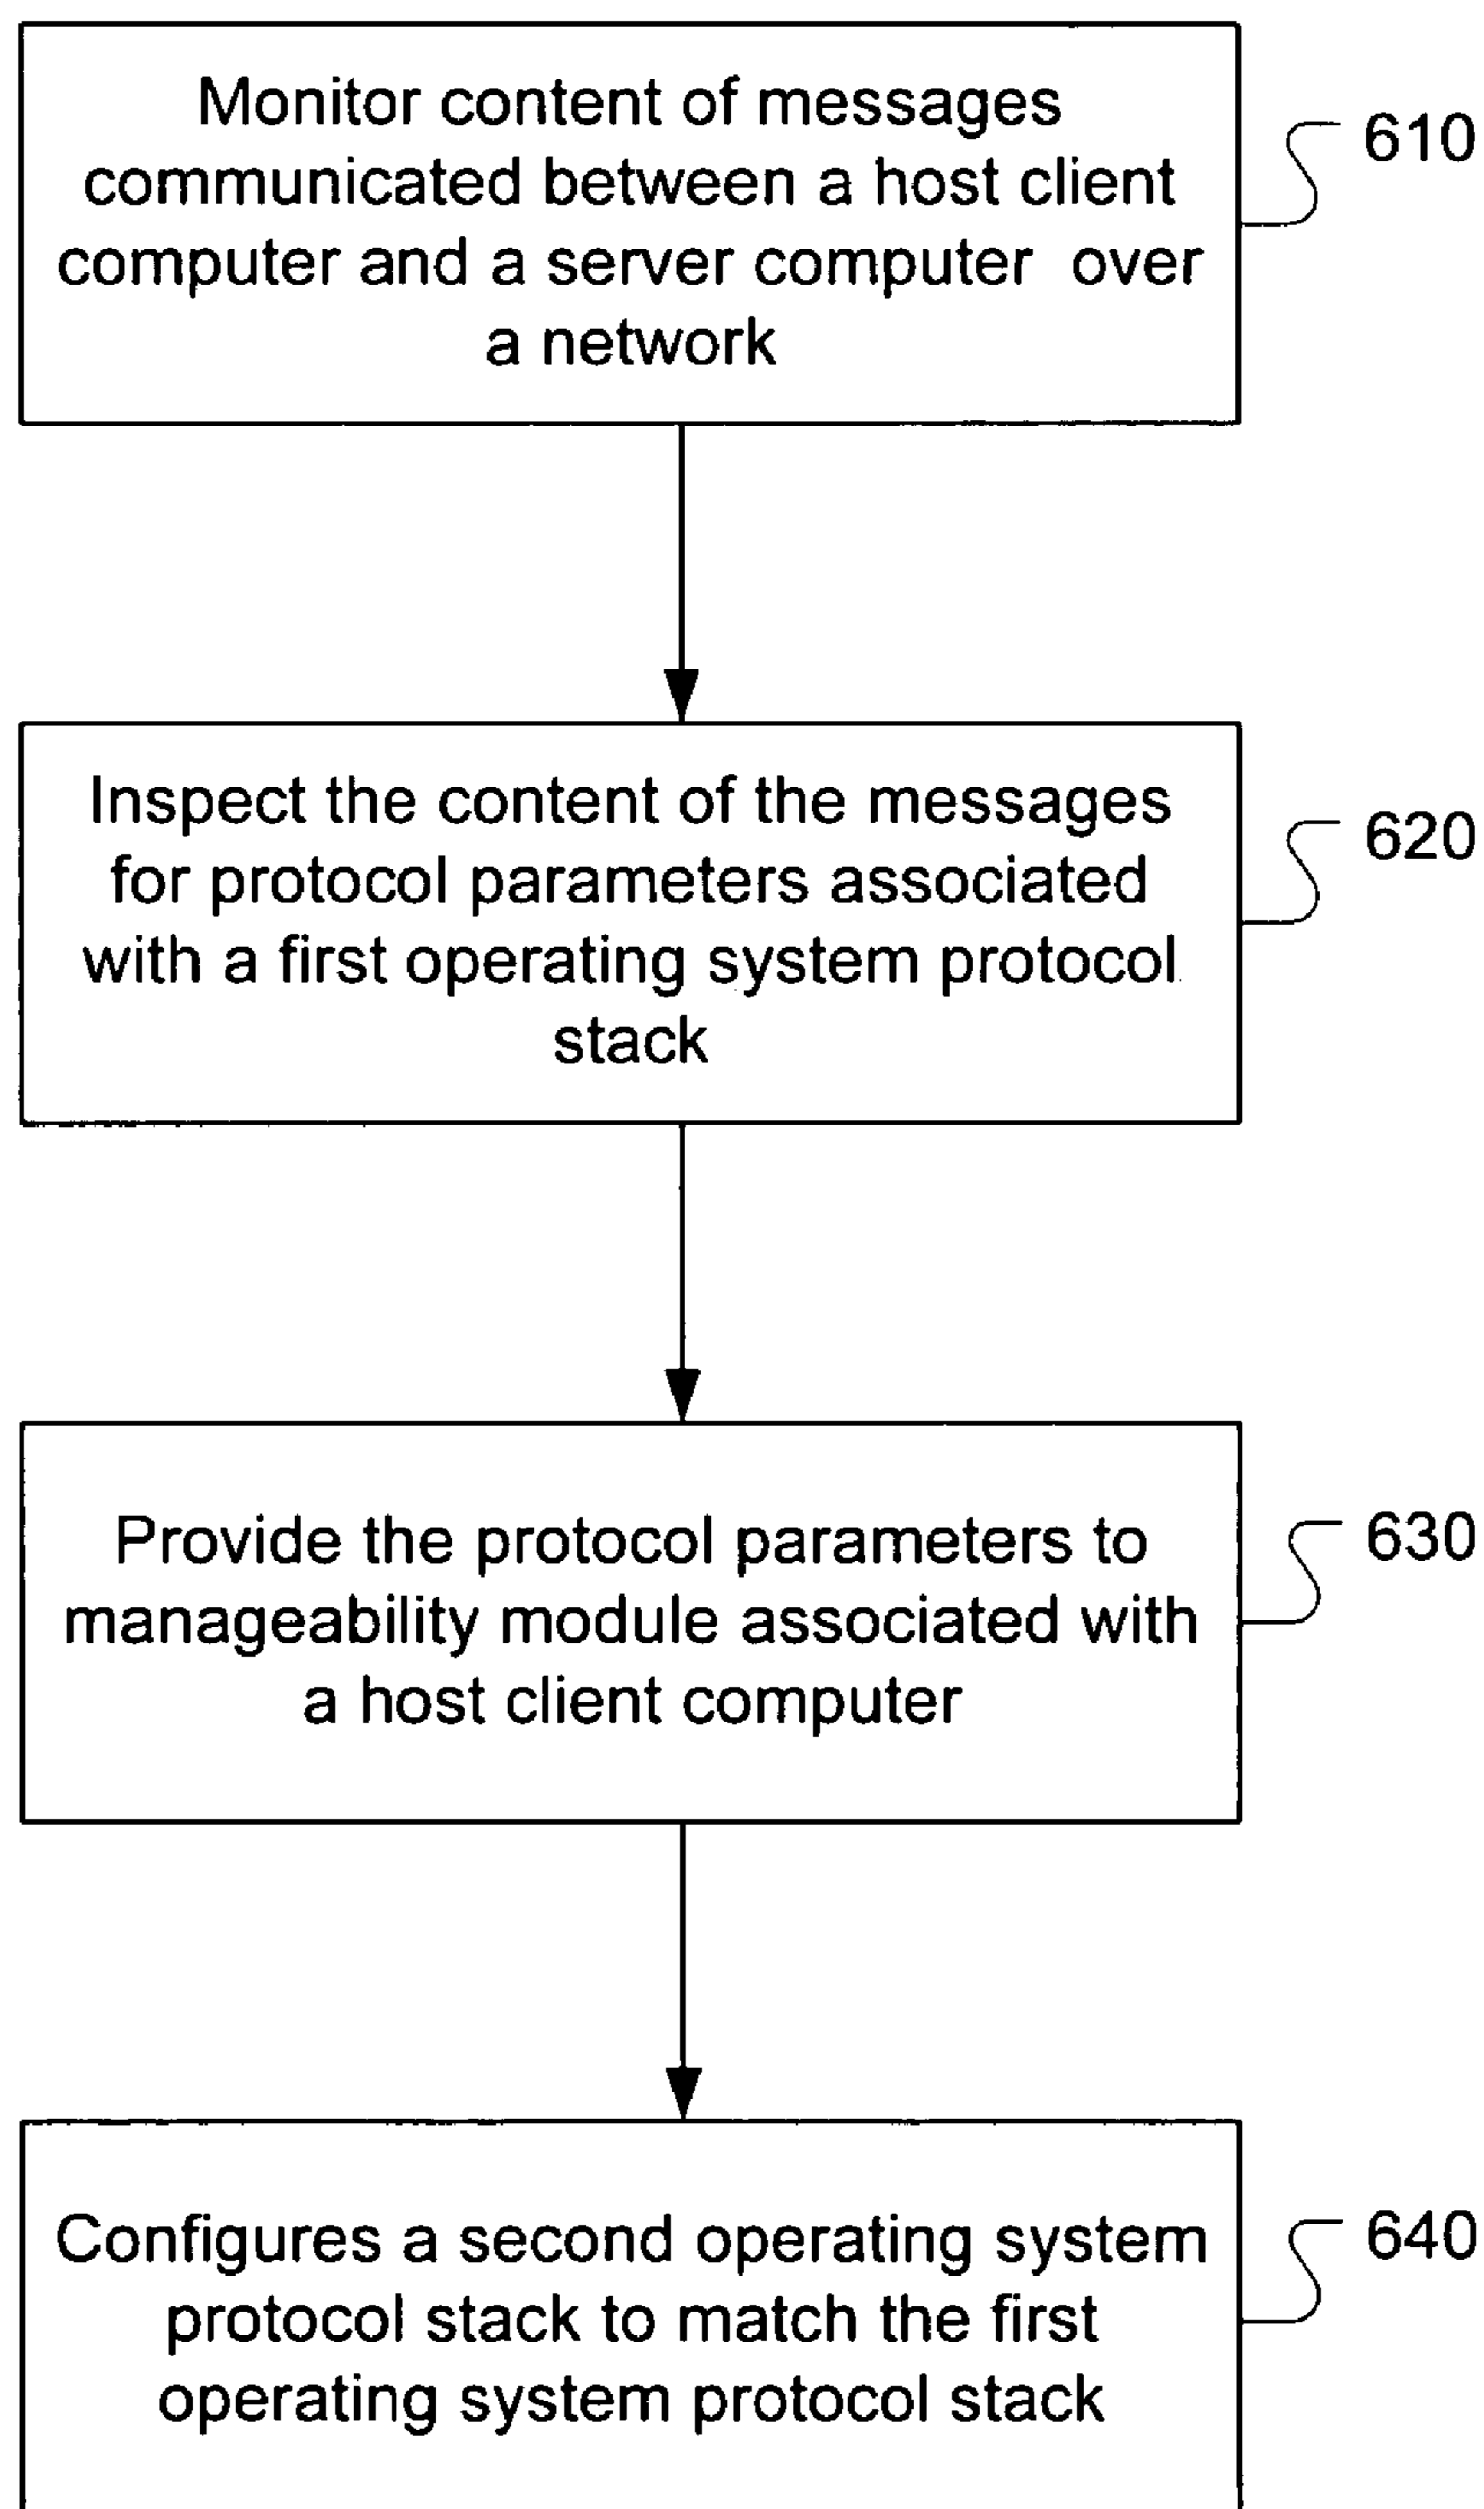 Monitor content of messages
communicated between a host client
computer and a server computer over
a network
610
Inspect the content of the messages
for protocol parameters associated
with a first operating system protocol
stack
620
Provide the protocol parameters to
manageability module associated with
a host client computer
630
Configures a second operating system
protocol stack to match the first
operating system protocol stack
640